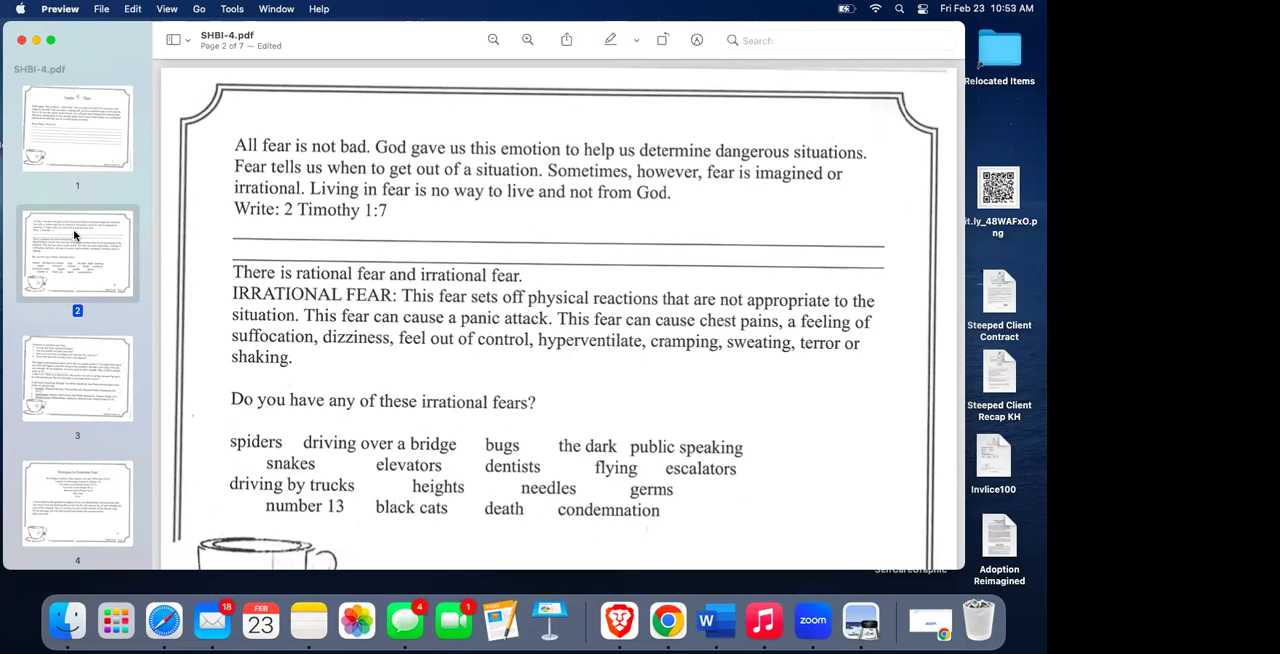 Preview File Edit View Go Tools Window Help Fri Feb 23 10:53 AM
SHBI-4.pdf
Page 2 of 7 — Edited
Search
SHBI-4.pdf
1
2
3
4
All fear is not bad. God gave us this emotion to help us determine dangerous situations.
Fear tells us when to get out of a situation. Sometimes, however, fear is imagined or
irrational. Living in fear is no way to live and not from God.
Write: 2 Timothy 1:7
There is rational fear and irrational fear.
IRRATIONAL FEAR: This fear sets off physical reactions that are not appropriate to the
situation. This fear can cause a panic attack. This fear can cause chest pains, a feeling of
suffocation, dizziness, feel out of control, hyperventilate, cramping, sweating, terror or
shaking.
Do you have any of these irrational fears?
spiders driving over a bridge bugs the dark public speaking
snakes elevators dentists flying escalators
driving by trucks heights needles germs
number 13 black cats death condemnation
Relocated Items
it.ly_48WAFxO.p
ng
Steeped Client
Contract
Steeped Client
Recap KH
Invlice100
Adoption
Reimagined
18
FEB
23
4
1
W
zoom
zoom